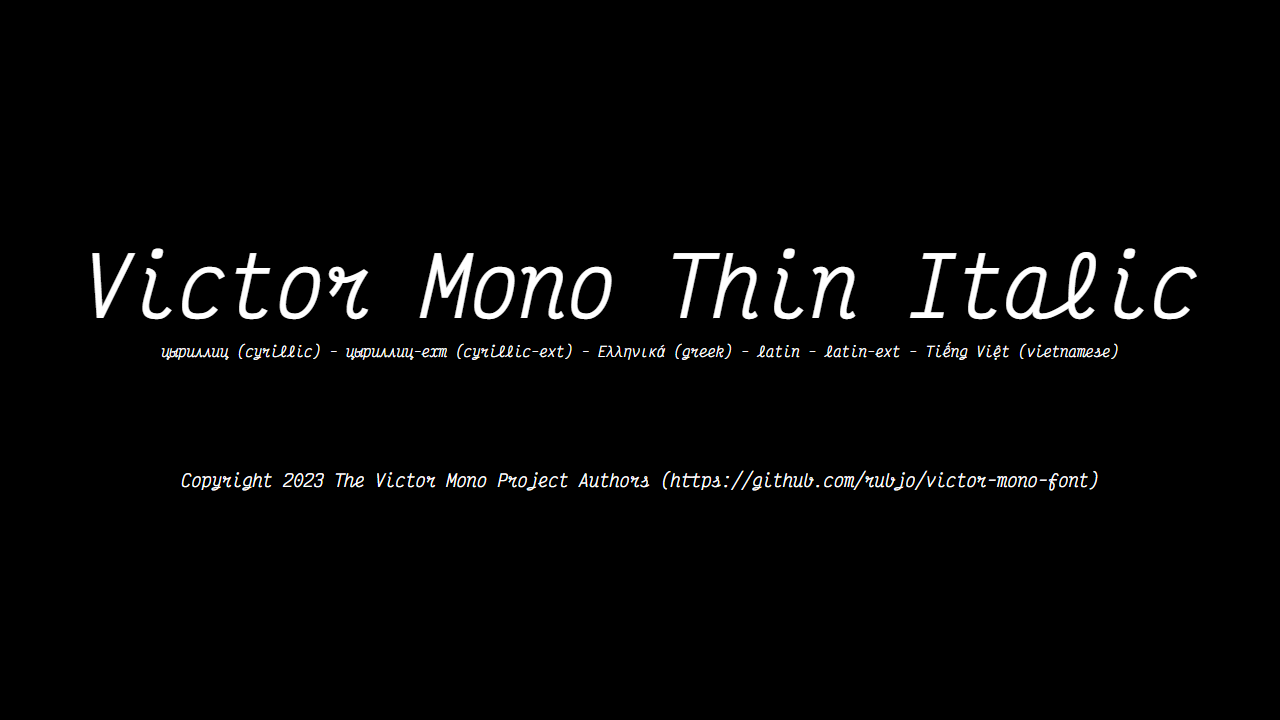 Victor Mono Thin Italic
цыриллиц (cyrillic) - цыриллиц-ехт (cyrillic-ext) - Ελληνικά (greek) - latin - latin-ext - Tiếng Việt (vietnamese)
Copyright 2023 The Victor Mono Project Authors (https://github.com/rubjo/victor-mono-font)